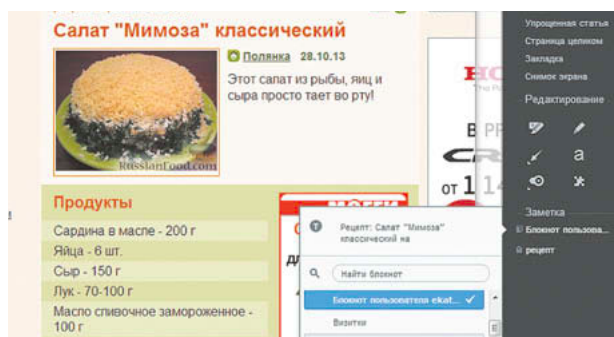 Салат "Мимоза" классический
Полянка 28.10.13
Этот салат из рыбы, яиц и
сыра просто тает во рту!
RussianFood.com
Продукты
Сардина в масле - 200 г
Яйца - 6 шт.
Сыр - 150 г
Лук - 70-100 г
Масло сливочное замороженное -
100 г
от 1 1
Рецепт: Салат "Мимоза"
классический на
Найти блокнот
Блокнот пользователя ekat...
Визитки
Упрощенная статья
Страница целиком
Закладка
Снимок экрана
Редактирование
a
Заметка
Блокнот пользова...
рецепт